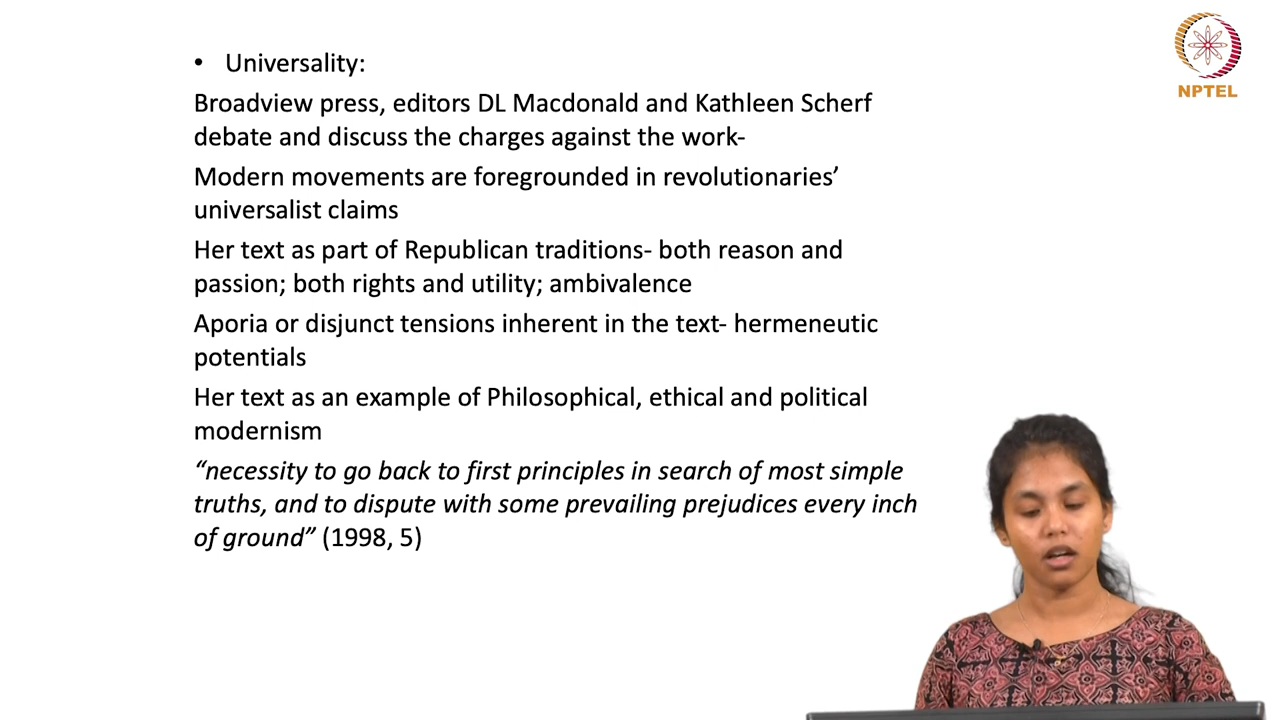 NPTEL
• Universality:
Broadview press, editors DL Macdonald and Kathleen Scherf
debate and discuss the charges against the work-
Modern movements are foregrounded in revolutionaries’
universalist claims
Her text as part of Republican traditions- both reason and
passion; both rights and utility; ambivalence
Aporia or disjunct tensions inherent in the text- hermeneutic
potentials
Her text as an example of Philosophical, ethical and political
modernism
“necessity to go back to first principles in search of most simple
truths, and to dispute with some prevailing prejudices every inch
of ground” (1998, 5)